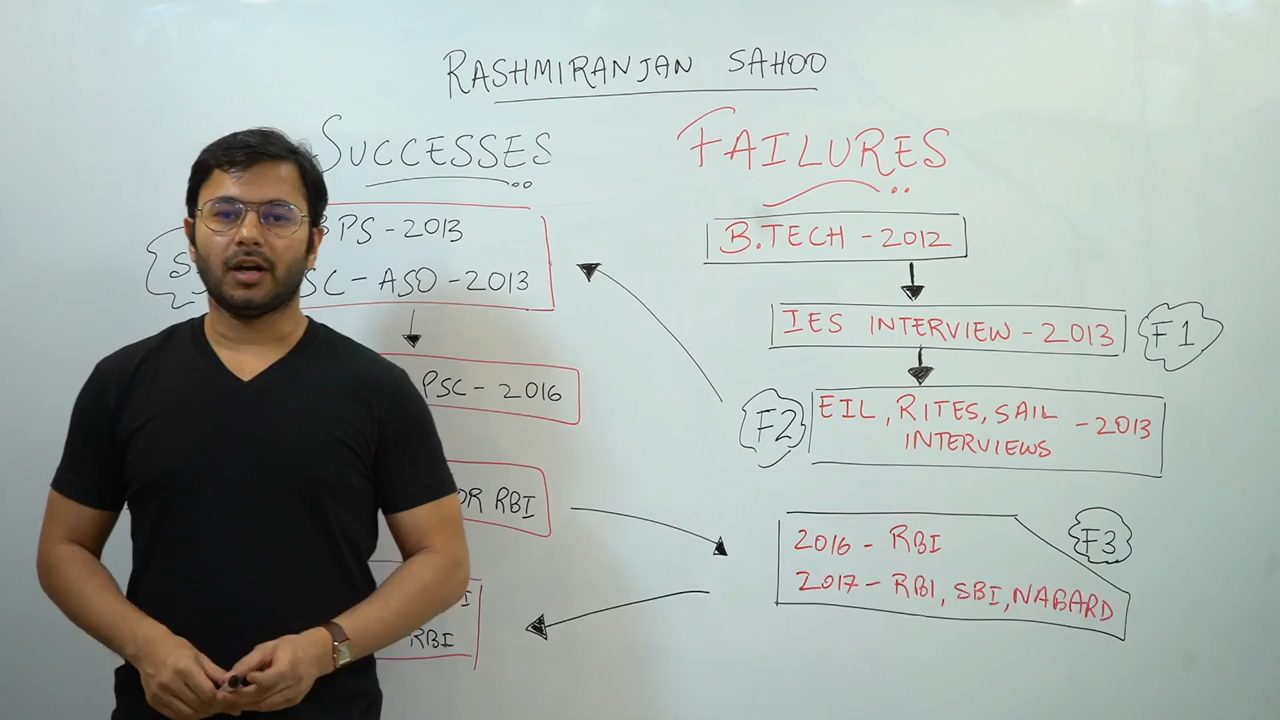 RASHMIRANJAN SAHOO
SUCCESSES
PS - 2013
SC - ASO - 2013
PSC - 2016
OR RBI
RBI
FAILURES
B.TECH - 2012
IES INTERVIEW - 2013
F1
F2
EIL, RITES, SAIL - 2013
INTERVIEWS
F3
2016 - RBI
2017 - RBI, SBI, NABARD